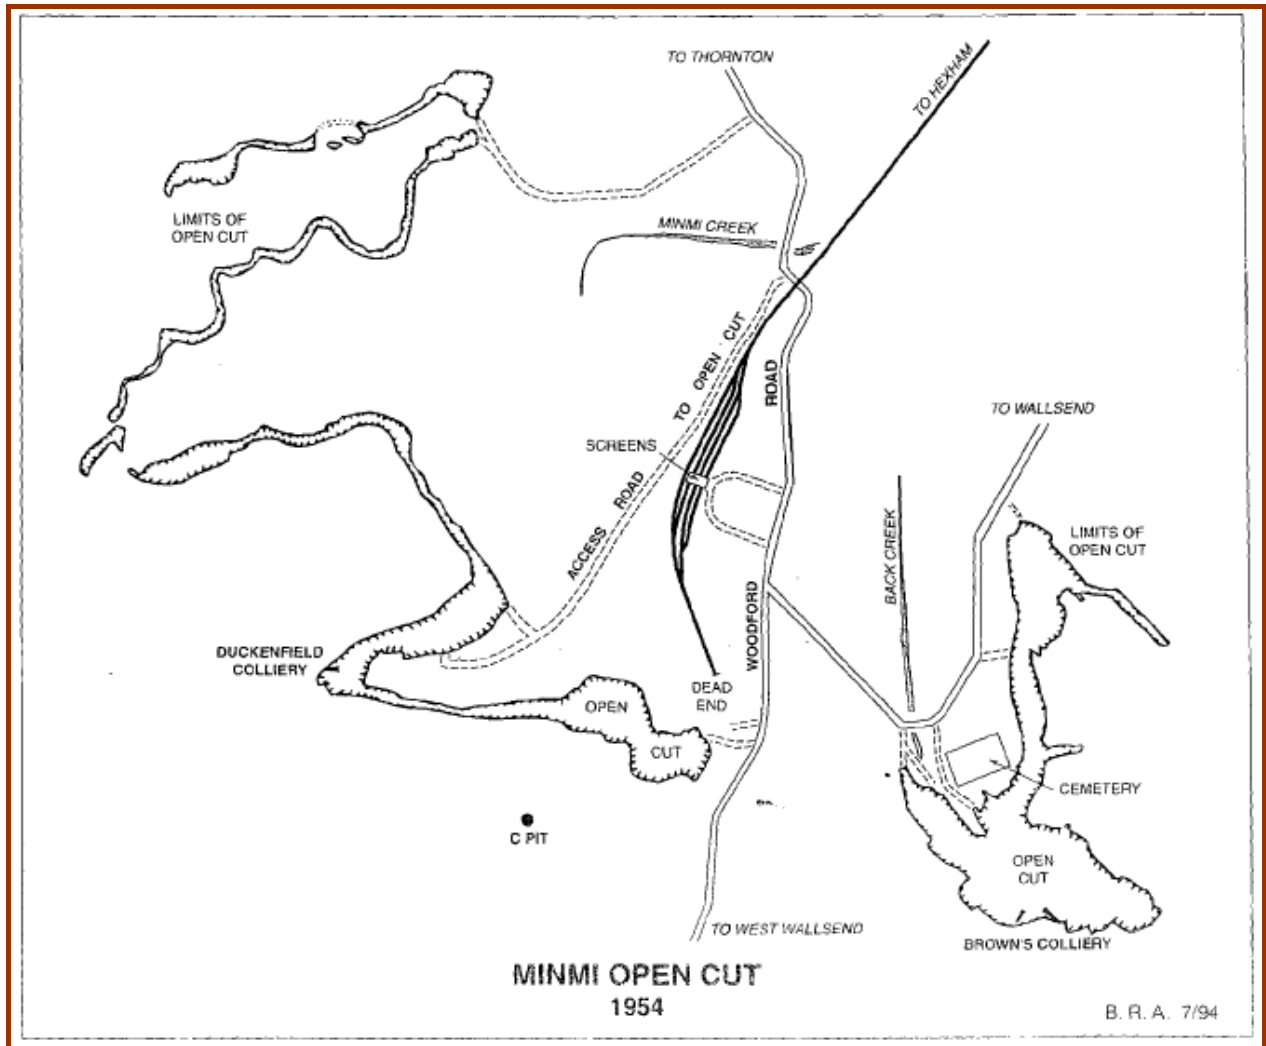 TO THORNTON
TO HEXHAM
LIMITS OF
OPEN CUT
MINMI CREEK
ACCESS ROAD TO OPEN CUT
ROAD
SCREENS
TO WALLSEND
BACK CREEK
LIMITS OF
OPEN CUT
WOODFORD
DUCKENFIELD
COLLIERY
DEAD
END
OPEN
CUT
CEMETERY
C PIT
OPEN
CUT
TO WEST WALLSEND
BROWN'S COLLIERY
MINMI OPEN CUT
1954
B. R. A. 7/94